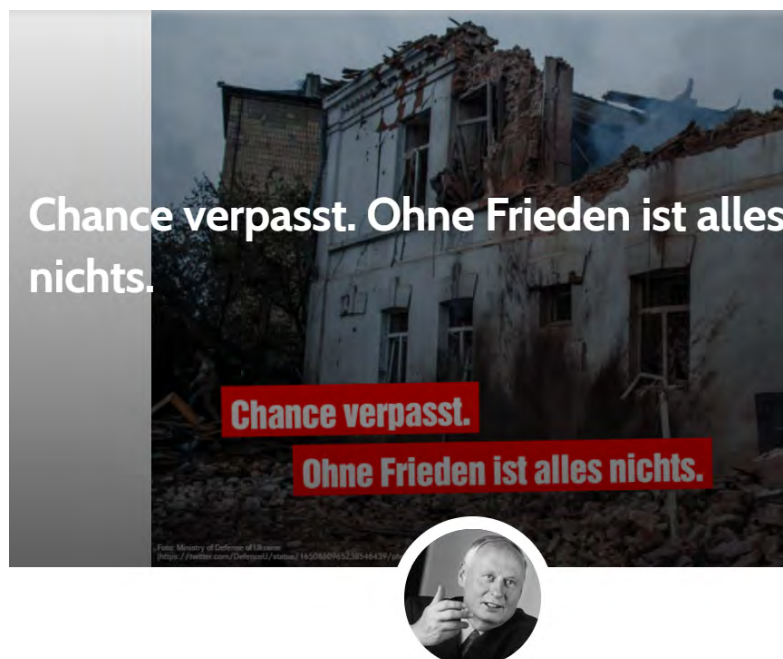 Chance verpasst. Ohne Frieden ist alles
nichts.
Chance verpasst.
Ohne Frieden ist alles nichts.
Foto: Ministry of Defense of Ukraine